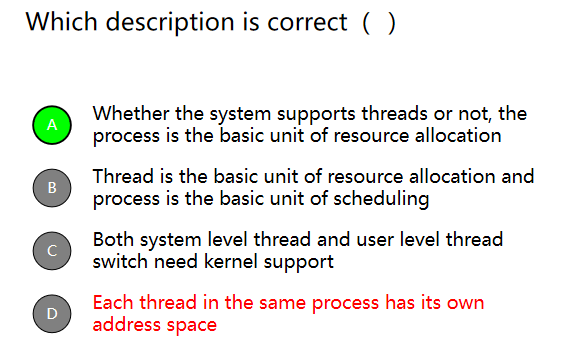 Which description is correct ( )
A
Whether the system supports threads or not, the
process is the basic unit of resource allocation
B
Thread is the basic unit of resource allocation and
process is the basic unit of scheduling
C
Both system level thread and user level thread
switch need kernel support
D
Each thread in the same process has its own
address space